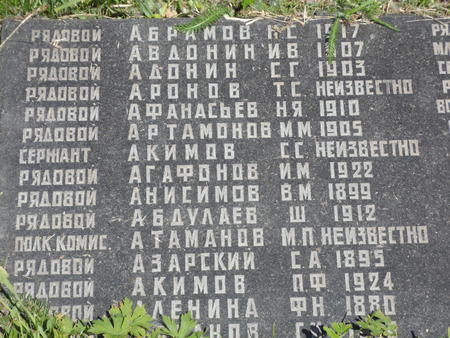 РЯДОВОЙ АБРАМОВ 1917
РЯДОВОЙ АВДОНИН И.В 1907
РЯДОВОЙ АДОНИН С.Г 1903
РЯДОВОЙ АРОНОВ Т.С НЕИЗВЕСТНО
РЯДОВОЙ АФАНАСЬЕВ Н.Я 1910
РЯДОВОЙ АРТАМОНОВ М.М 1905
СЕРЖАНТ АКИМОВ С.С. НЕИЗВЕСТНО
РЯДОВОЙ АГАФОНОВ И.М 1922
РЯДОВОЙ АНИСИМОВ В.М 1899
РЯДОВОЙ АБДУЛАЕВ Ш 1912
ПОЛК.КОМИС. АТАМАНОВ М.П. НЕИЗВЕСТНО
РЯДОВОЙ АЗАРСКИЙ С.А 1895
РЯДОВОЙ АКИМОВ П.Ф 1924
РЯДОВОЙ АЛЕНИНА Ф.Н 1880